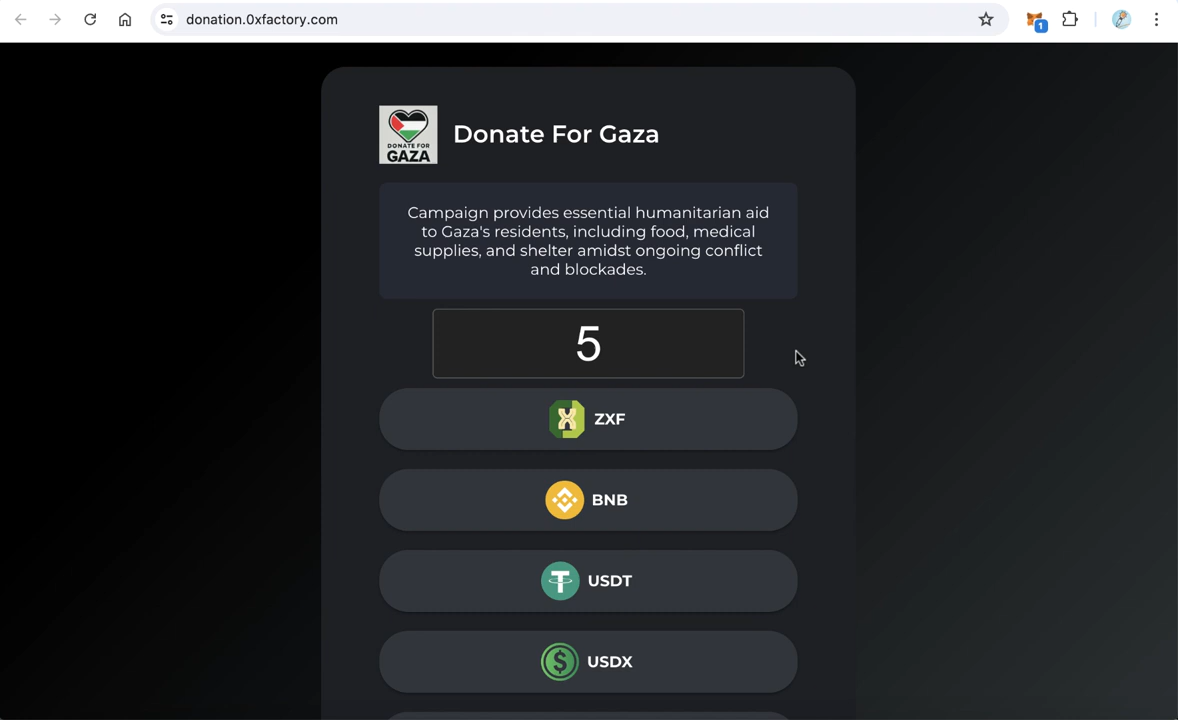 donation.0xfactory.com
1
DONATE FOR
GAZA
Donate For Gaza
Campaign provides essential humanitarian aid
to Gaza's residents, including food, medical
supplies, and shelter amidst ongoing conflict
and blockades.
5
ZXF
BNB
USDT
USDX